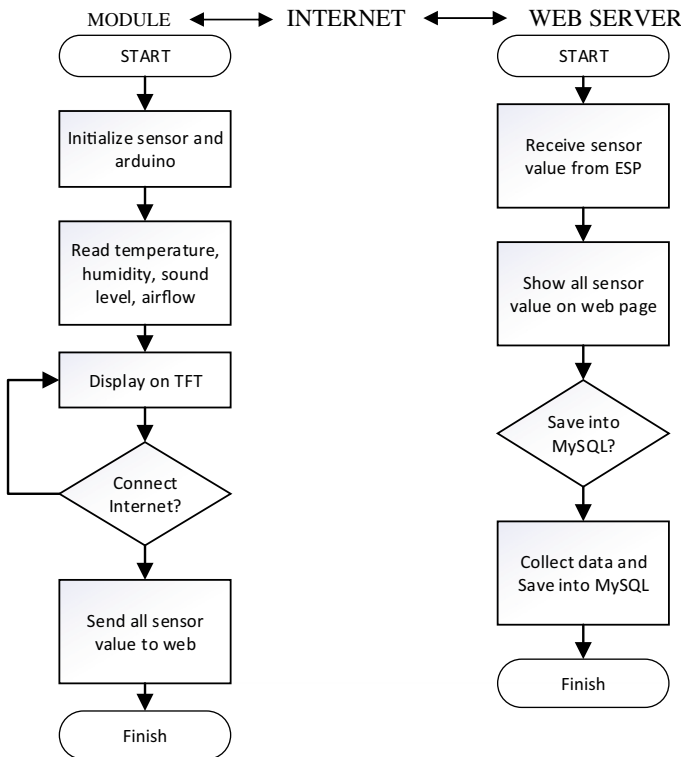 MODULE INTERNET WEB SERVER
START
Initialize sensor and
arduino
Read temperature,
humidity, sound
level, airflow
Display on TFT
Connect
Internet?
Send all sensor
value to web
Finish
START
Receive sensor
value from ESP
Show all sensor
value on web page
Save into
MySQL?
Collect data and
Save into MySQL
Finish